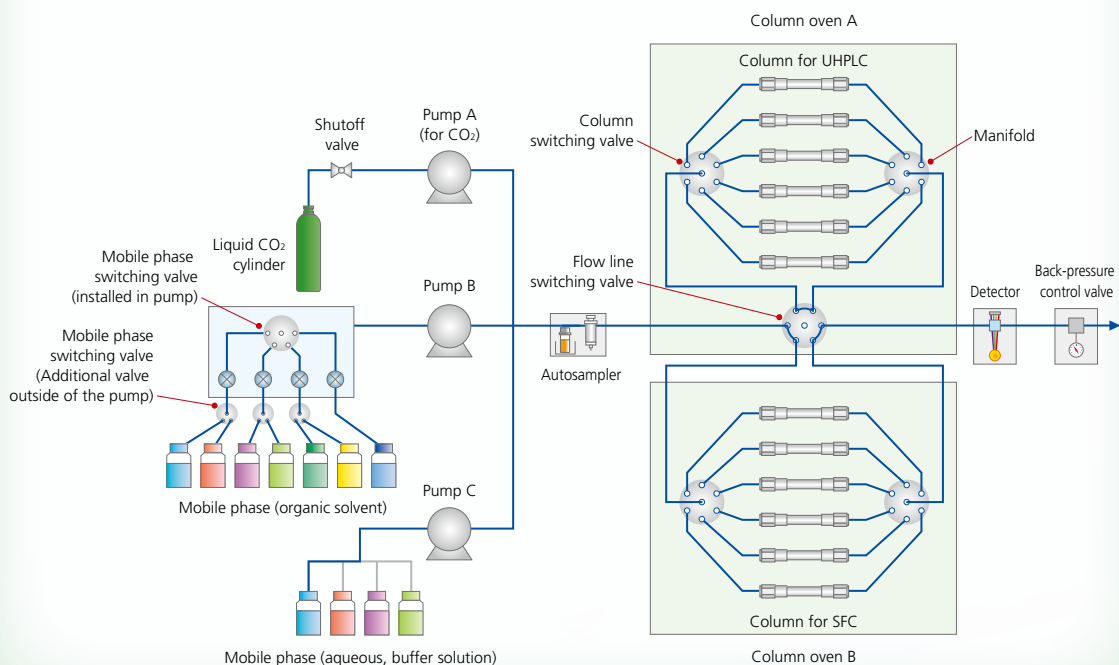 Column oven A
Column for UHPLC
Pump A
(for CO₂)
Shutoff
valve
Column
switching valve
Manifold
Liquid CO₂
cylinder
Mobile phase
switching valve
(installed in pump)
Flow line
switching valve
Back-pressure
control valve
Detector
Pump B
Mobile phase
switching valve
(Additional valve
outside of the pump)
Autosampler
Mobile phase (organic solvent)
Pump C
Column for SFC
Mobile phase (aqueous, buffer solution)
Column oven B